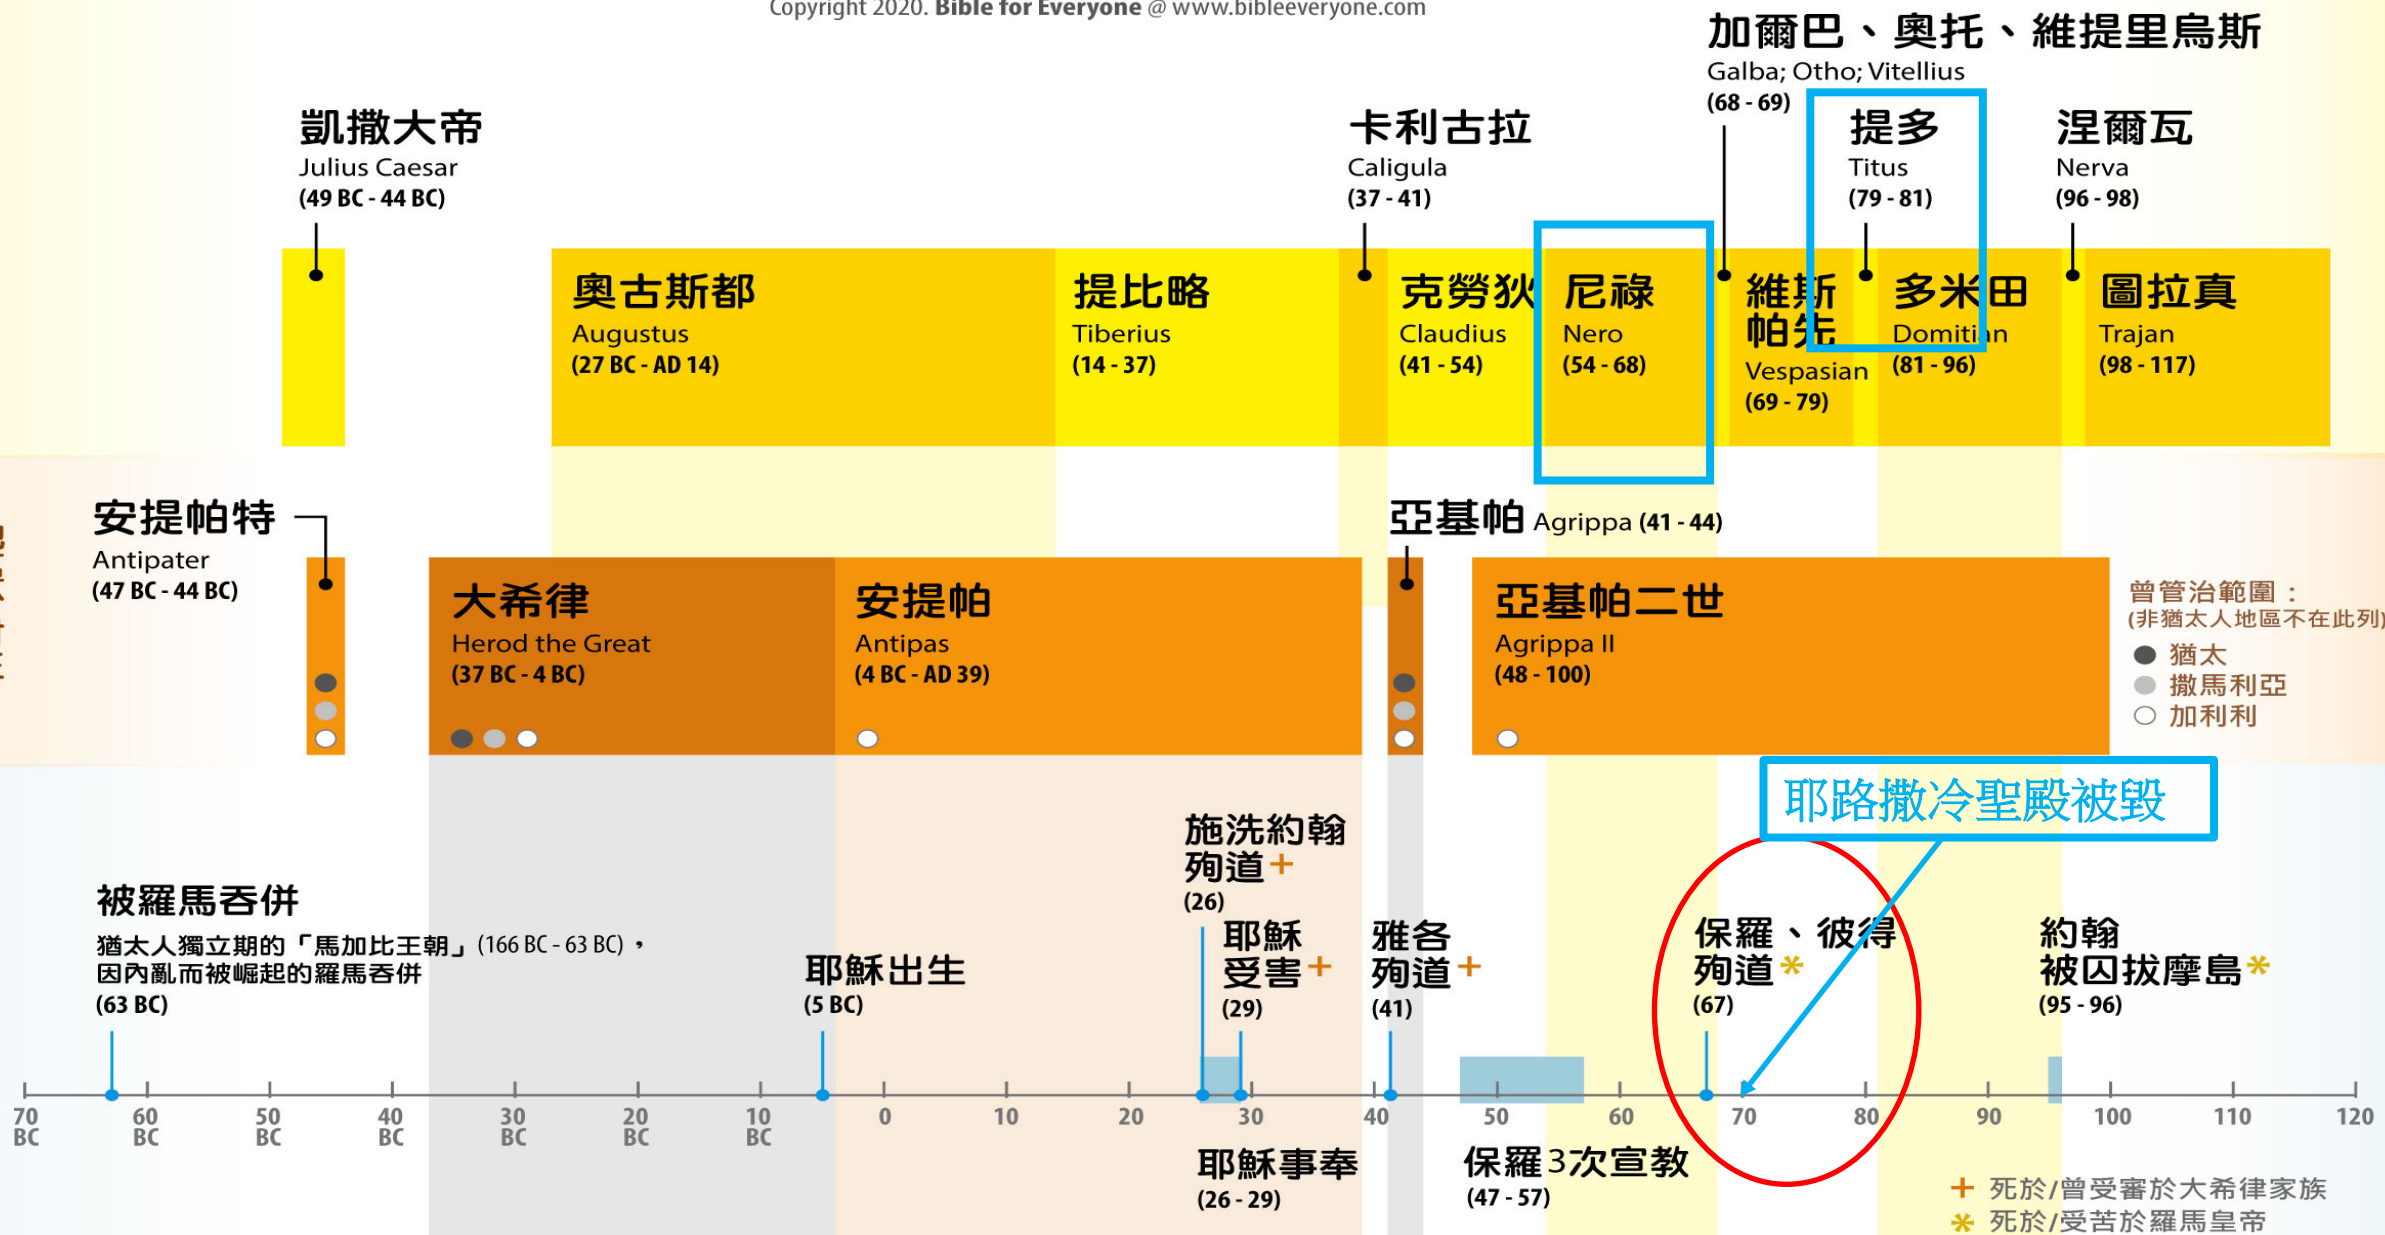 Copyright 2020. Bible for Everyone @ www.bibleeveryone.com
加爾巴、奧托、維提里烏斯
Galba; Otho; Vitellius
(68 - 69)
凱撒大帝
Julius Caesar
(49 BC - 44 BC)
卡利古拉
Caligula
(37 - 41)
提多
Titus
(79 - 81)
涅爾瓦
Nerva
(96 - 98)
奧古斯都
Augustus
(27 BC - AD 14)
提比略
Tiberius
(14 - 37)
克勞狄
Claudius
(41 - 54)
尼祿
Nero
(54 - 68)
維斯
帕先
Vespasian
(69 - 79)
多米田
Domitian
(81 - 96)
圖拉真
Trajan
(98 - 117)
安提帕特
Antipater
(47 BC - 44 BC)
大希律
Herod the Great
(37 BC - 4 BC)
安提帕
Antipas
(4 BC - AD 39)
亞基帕 Agrippa (41 - 44)
亞基帕二世
Agrippa II
(48 - 100)
曾管治範圍：
(非猶太人地區不在此列)
猶太
撒馬利亞
加利利
耶路撒冷聖殿被毀
被羅馬吞併
猶太人獨立期的「馬加比王朝」(166 BC - 63 BC)，
因內亂而被崛起的羅馬吞併
(63 BC)
耶穌出生
(5 BC)
施洗約翰
殉道+
(26)
耶穌
受害+
(29)
雅各
殉道+
(41)
保羅、彼得
殉道*
(67)
約翰
被囚拔摩島*
(95 - 96)
70 BC 60 BC 50 BC 40 BC 30 BC 20 BC 10 BC 0 10 20 30 40 50 60 70 80 90 100 110 120
耶穌事奉
(26 - 29)
保羅3次宣教
(47 - 57)
+ 死於/曾受審於大希律家族
* 死於/受苦於羅馬皇帝